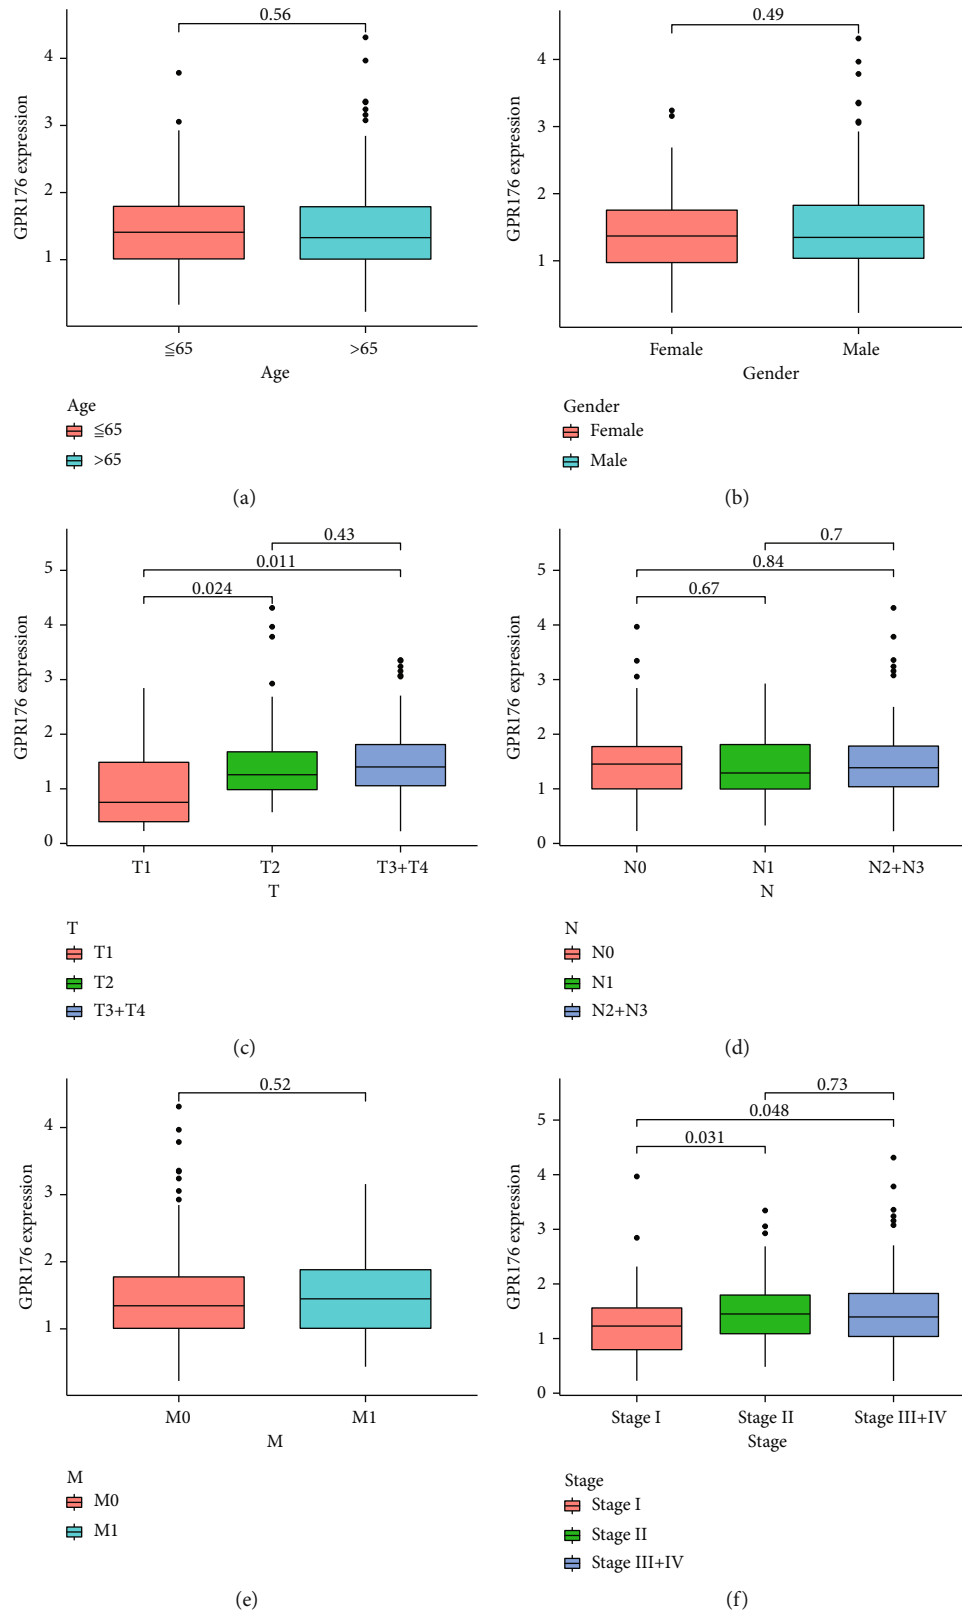 0.56
4
3
2
1
GPR176 expression
≦65
>65
Age
Age
≦65
>65
(a)
0.49
4
3
2
1
GPR176 expression
Female
Male
Gender
Gender
Female
Male
(b)
0.43
0.011
0.024
5
4
3
2
1
0
GPR176 expression
T1
T2
T3+T4
T
T
T1
T2
T3+T4
(c)
0.7
0.84
0.67
5
4
3
2
1
0
GPR176 expression
N0
N1
N2+N3
N
N
N0
N1
N2+N3
(d)
0.52
4
3
2
1
GPR176 expression
M0
M1
M
M
M0
M1
(e)
0.73
0.048
0.031
5
4
3
2
1
0
GPR176 expression
Stage I
Stage II
Stage III+IV
Stage
Stage
Stage I
Stage II
Stage III+IV
(f)